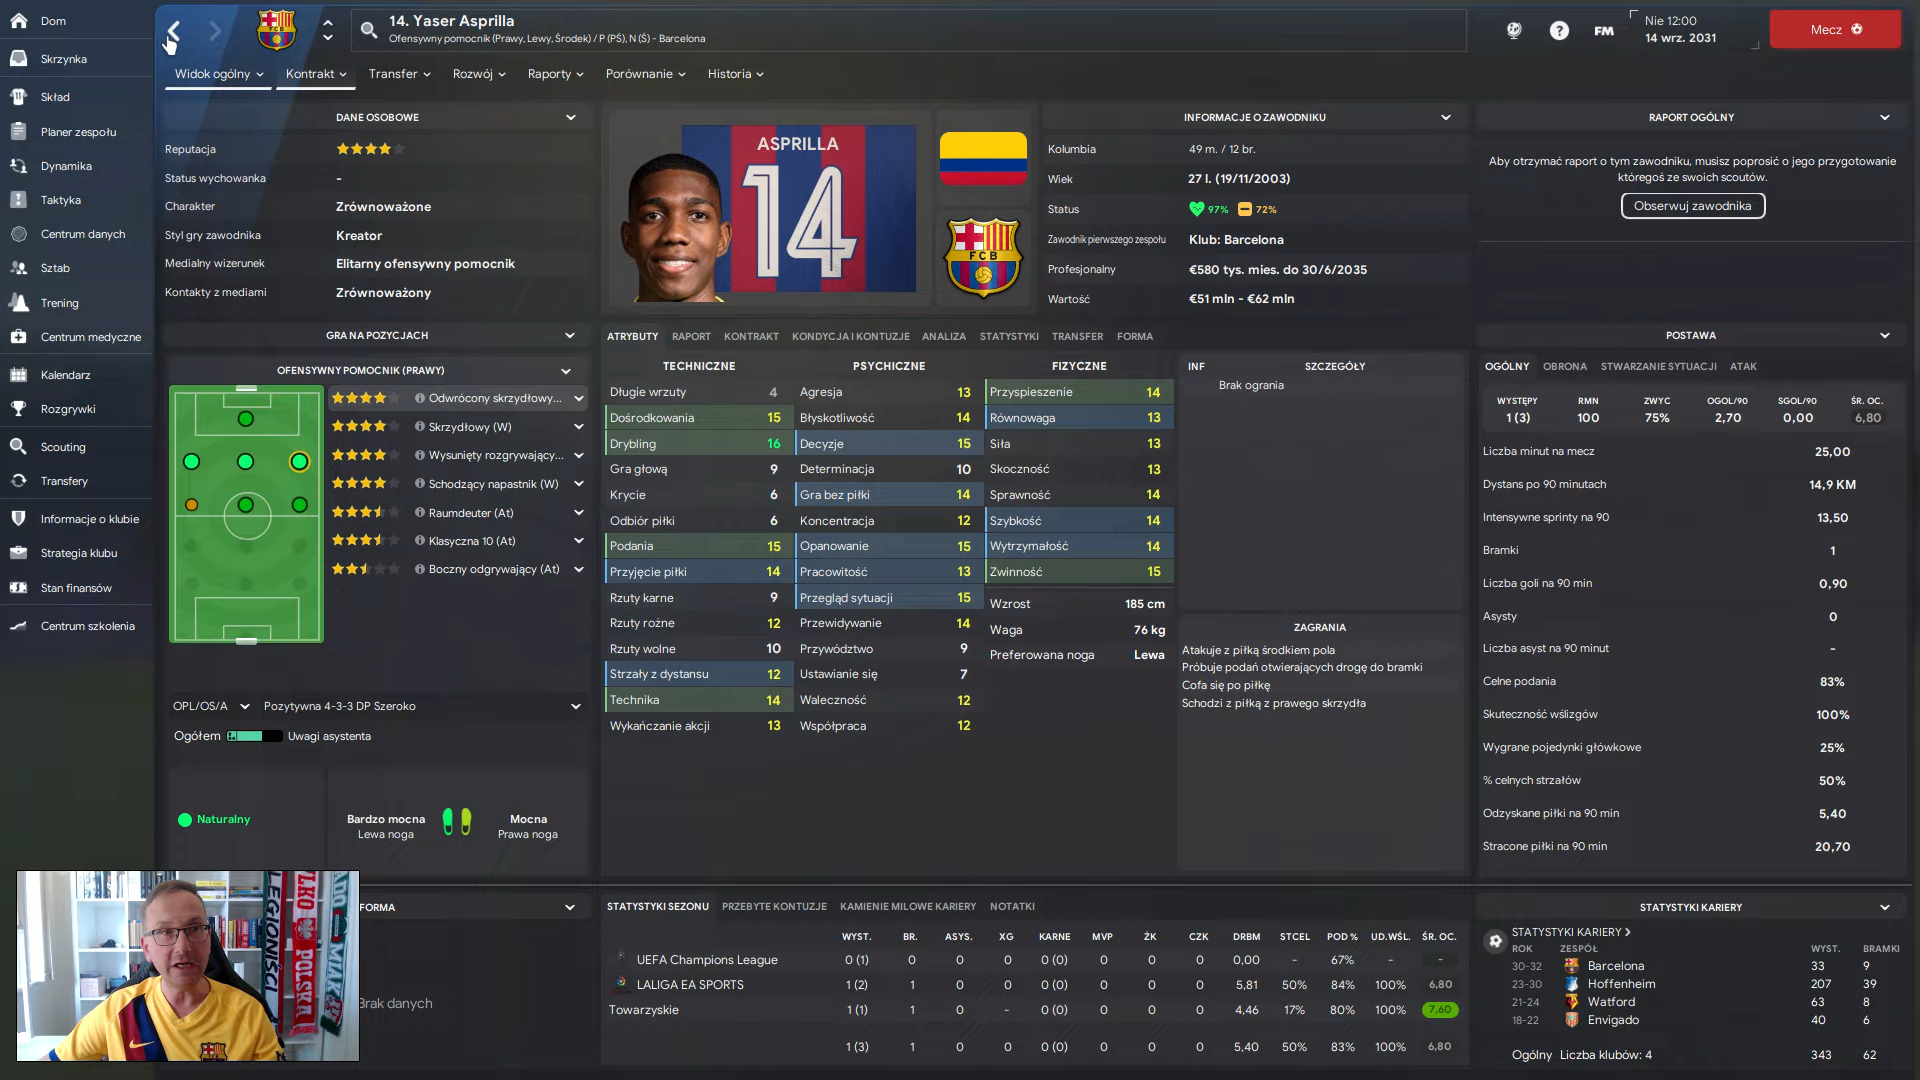 Dom
Skrzynka
Skład
Planer zespołu
Dynamika
Taktyka
Centrum danych
Sztab
Trening
Centrum medyczne
Kalendarz
Rozgrywki
Scouting
Transfery
Informacje o klubie
Strategia klubu
Stan finansów
Centrum szkolenia
14. Yaser Asprilla
Ofensywny pomocnik (Prawy, Lewy, Środek) / P (PŚ), N (Ś) - Barcelona
FM
Nie 12:00
14 wrz. 2031
Mecz
Widok ogólny
Kontrakt
Transfer
Rozwój
Raporty
Porównanie
Historia
DANE OSOBOWE
Reputacja
Status wychowanka -
Charakter Zrównoważone
Styl gry zawodnika Kreator
Medialny wizerunek Elitarny ofensywny pomocnik
Kontakty z mediami Zrównoważony
ASPRILLA
14
FCB
INFORMACJE O ZAWODNIKU
Kolumbia 49 m. / 12 br.
Wiek 27 l. (19/11/2003)
Status 97% 72%
Zawodnik pierwszego zespołu Klub: Barcelona
Profesjonalny €580 tys. mies. do 30/6/2035
Wartość €51 mln - €62 mln
RAPORT OGÓLNY
Aby otrzymać raport o tym zawodniku, musisz poprosić o jego przygotowanie
któregoś ze swoich scoutów.
Obserwuj zawodnika
GRA NA POZYCJACH
OFENSYWNY POMOCNIK (PRAWY)
Odwrócony skrzydłowy...
Skrzydłowy (W)
Wysunięty rozgrywający...
Schodzący napastnik (W)
Raumdeuter (At)
Klasyczna 10 (At)
Boczny odgrywający (At)
OPL/OS/A Pozytywna 4-3-3 DP Szeroko
Ogółem Uwagi asystenta
Naturalny
Bardzo mocna
Lewa noga
Mocna
Prawa noga
ATRYBUTY RAPORT KONTRAKT KONDYCJA I KONTUZJE ANALIZA STATYSTYKI TRANSFER FORMA
TECHNICZNE
Długie wrzuty 4
Dośrodkowania 15
Drybling 16
Gra głową 9
Krycie 6
Odbiór piłki 6
Podania 15
Przyjęcie piłki 14
Rzuty karne 9
Rzuty rożne 12
Rzuty wolne 10
Strzały z dystansu 12
Technika 14
Wykańczanie akcji 13
PSYCHICZNE
Agresja 13
Błyskotliwość 14
Decyzje 15
Determinacja 10
Gra bez piłki 14
Koncentracja 12
Opanowanie 15
Pracowitość 13
Przegląd sytuacji 15
Przewidywanie 14
Przywództwo 9
Ustawianie się 7
Waleczność 12
Współpraca 12
FIZYCZNE
Przyspieszenie 14
Równowaga 13
Siła 13
Skoczność 13
Sprawność 14
Szybkość 14
Wytrzymałość 14
Zwinność 15
Wzrost 185 cm
Waga 76 kg
Preferowana noga Lewa
INF SZCZEGÓŁY
Brak ogrania
ZAGRANIA
Atakuje z piłką środkiem pola
Próbuje podań otwierających drogę do bramki
Cofa się po piłkę
Schodzi z piłką z prawego skrzydła
POSTAWA
OGÓLNY OBRONA STWARZANIE SYTUACJI ATAK
WYSTĘPY RMN ZWYC OGOL/90 SGOL/90 ŚR. OC.
1 (3) 100 75% 2,70 0,00 6,80
Liczba minut na mecz 25,00
Dystans po 90 minutach 14,9 KM
Intensywne sprinty na 90 13,50
Bramki 1
Liczba goli na 90 min 0,90
Asysty 0
Liczba asyst na 90 minut -
Celne podania 83%
Skuteczność wślizgów 100%
Wygrane pojedynki główkowe 25%
% celnych strzałów 50%
Odzyskane piłki na 90 min 5,40
Stracone piłki na 90 min 20,70
FORMA
Brak danych
LEGIONIŚCI
POLSKA
STATYSTYKI SEZONU PRZEBYTE KONTUZJE KAMIENIE MILOWE KARIERY NOTATKI
WYST. BR. ASYS. XG KARNE MVP ŻK CZK DRBM STCEL POD % UD.WŚL. ŚR. OC.
UEFA Champions League 0 (1) 0 0 0 0 (0) 0 0 0 0,00 - 67% - -
LALIGA EA SPORTS 1 (2) 1 0 0 0 (0) 0 0 0 5,81 50% 84% 100% 6,80
Towarzyskie 1 (1) 1 0 - 0 (0) 0 0 0 4,46 17% 80% 100% 7,60
1 (3) 1 0 0 0 (0) 0 0 0 5,40 50% 83% 100% 6,80
STATYSTYKI KARIERY
STATYSTYKI KARIERY
ROK ZESPÓŁ WYST. BRAMKI
30-32 Barcelona 33 9
23-30 Hoffenheim 207 39
21-24 Watford 63 8
18-22 Envigado 40 6
Ogólny Liczba klubów: 4 343 62